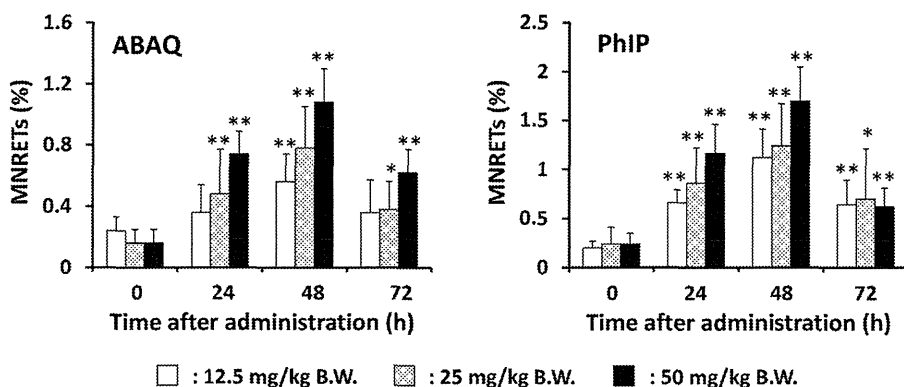 ABAQ
MNRETs (%)
1.6
1.2
0.8
0.4
0
** ** ** ** ** * **
0 24 48 72
Time after administration (h)
PhIP
MNRETs (%)
2.5
2
1.5
1
0.5
0
** ** ** ** ** ** ** * **
0 24 48 72
Time after administration (h)
: 12.5 mg/kg B.W. : 25 mg/kg B.W. : 50 mg/kg B.W.